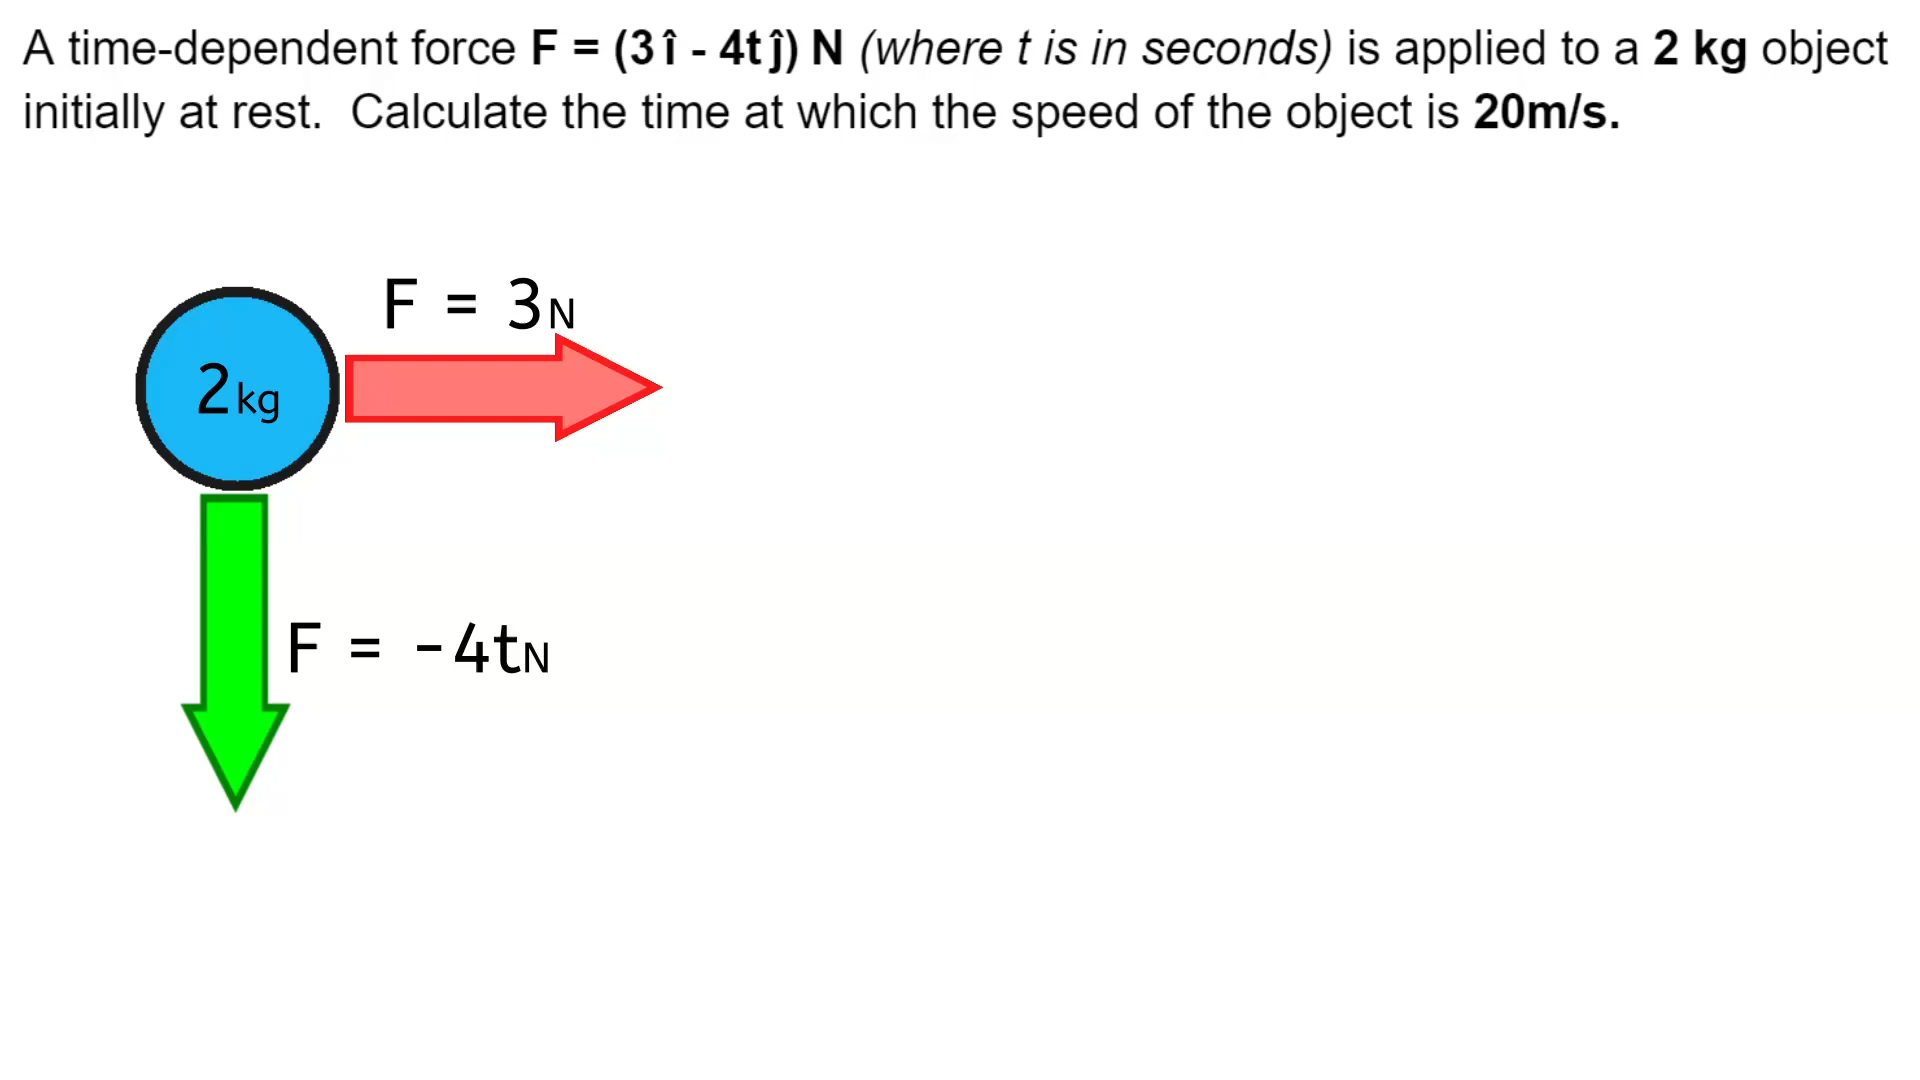 A time-dependent force F = (3 î - 4t ĵ) N (where t is in seconds) is applied to a 2 kg object
initially at rest.  Calculate the time at which the speed of the object is 20m/s.
F = 3N
2kg
F = -4tN